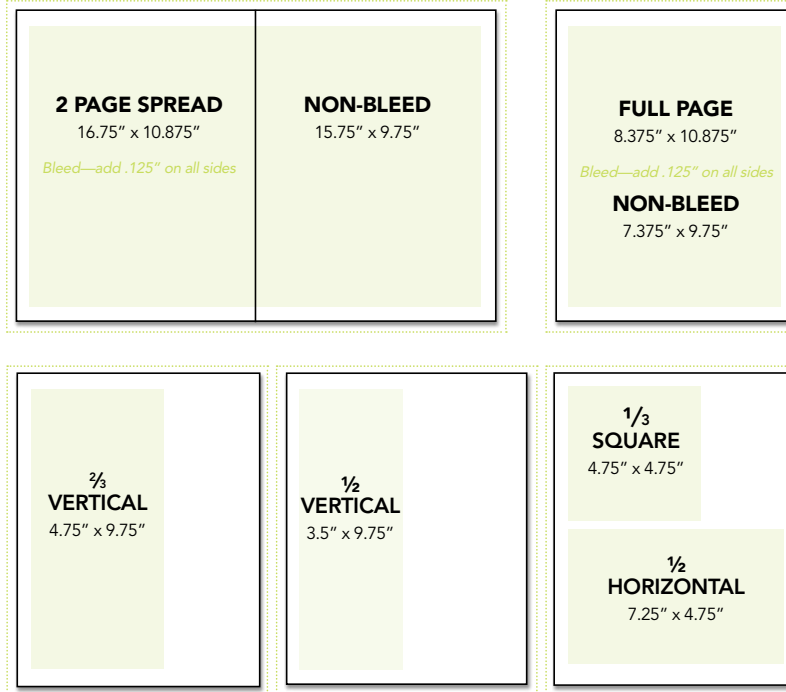 2 PAGE SPREAD
16.75” x 10.875”
Bleed—add .125” on all sides
NON-BLEED
15.75” x 9.75”
FULL PAGE
8.375” x 10.875”
Bleed—add .125” on all sides
NON-BLEED
7.375” x 9.75”
⅔
VERTICAL
4.75” x 9.75”
½
VERTICAL
3.5” x 9.75”
1/3
SQUARE
4.75” x 4.75”
½
HORIZONTAL
7.25” x 4.75”